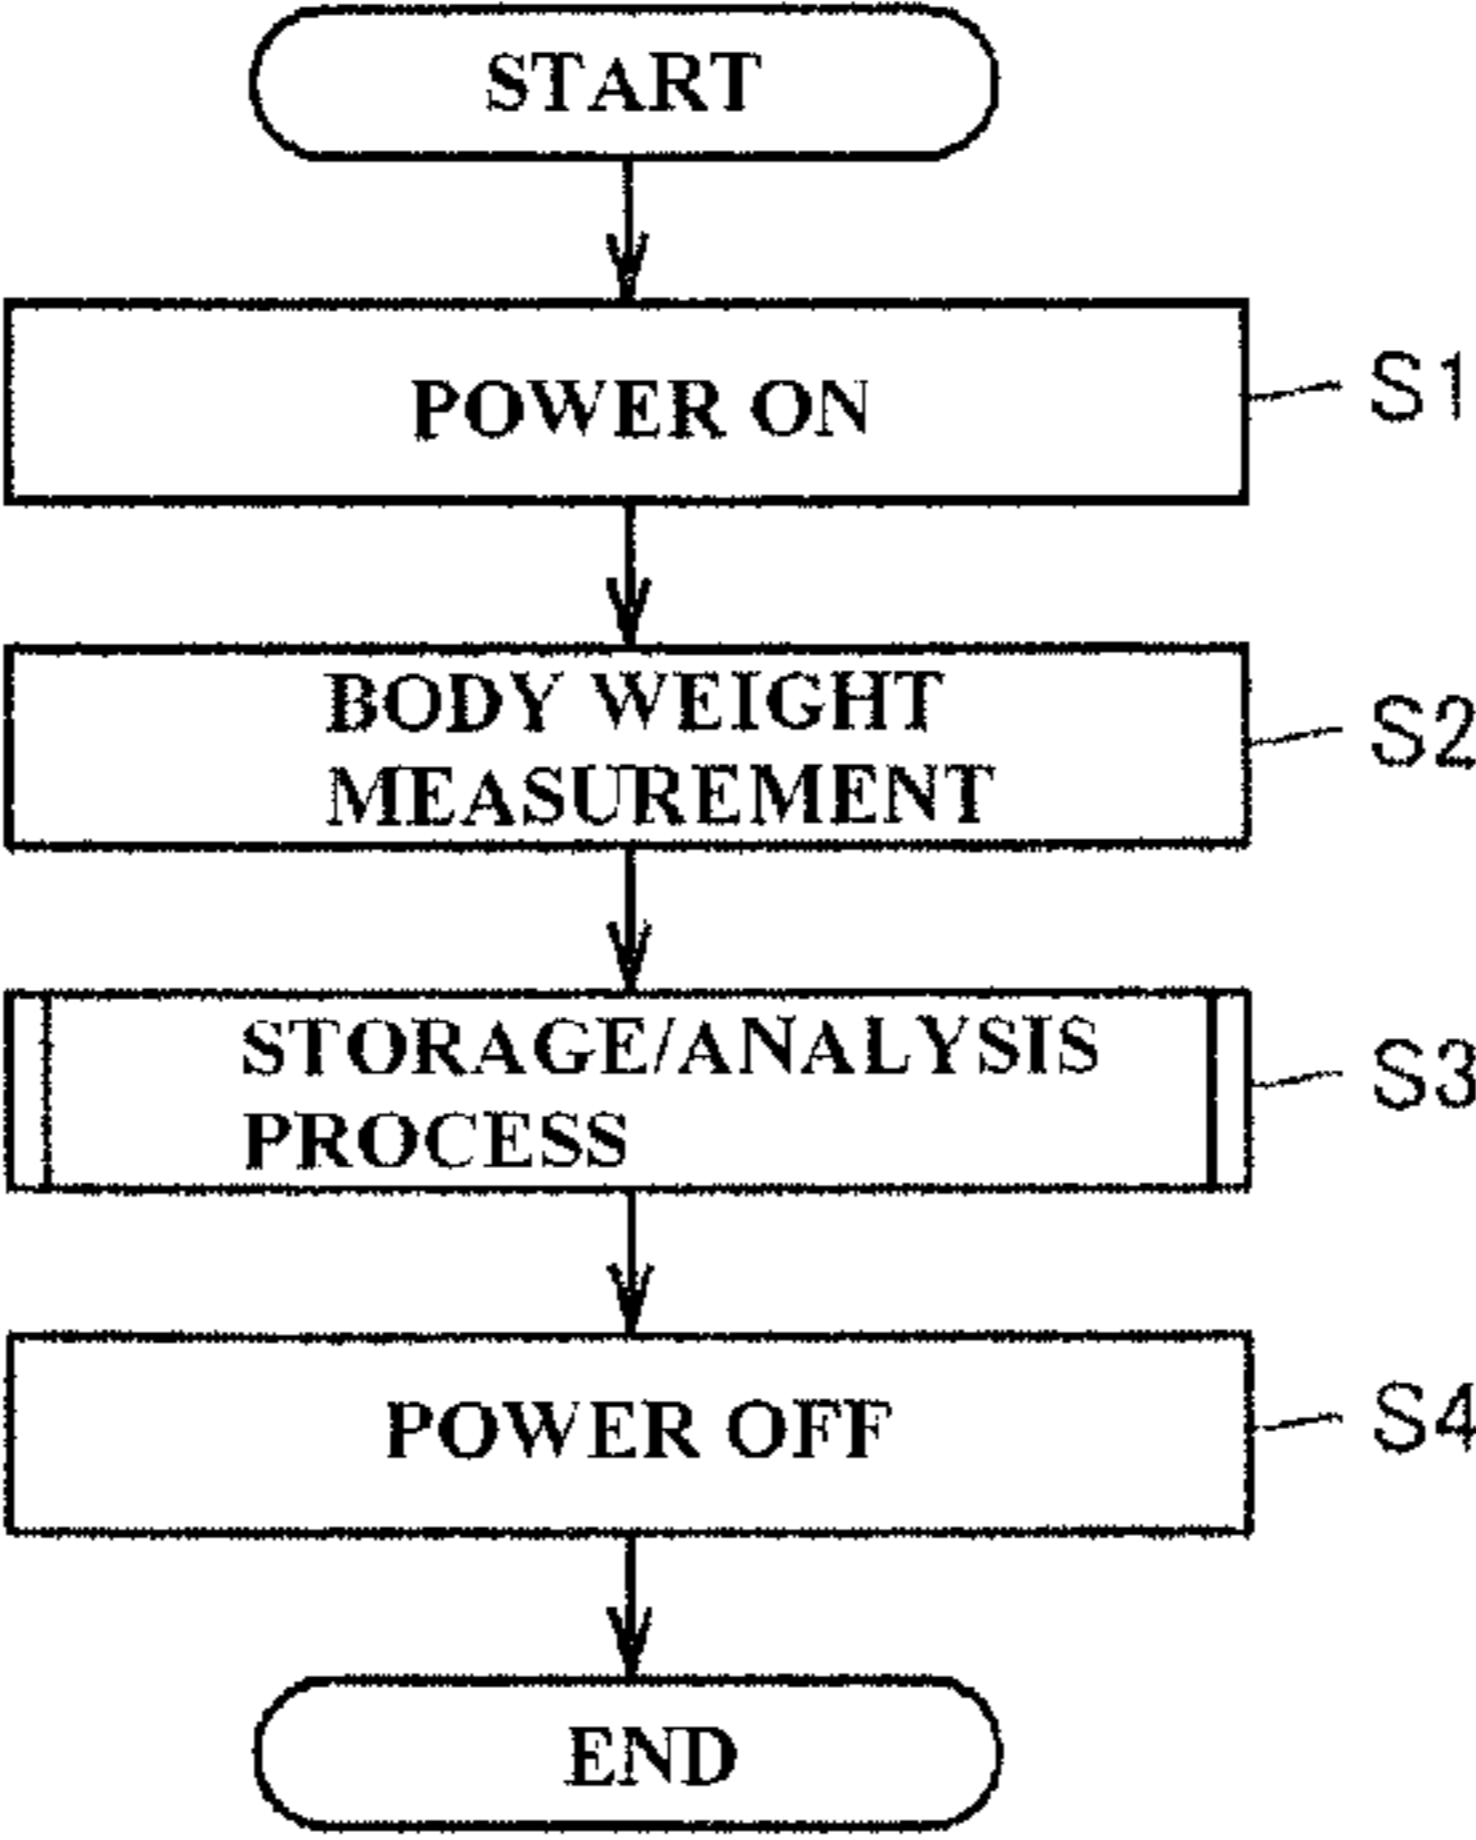 START
POWER ON
S1
BODY WEIGHT
MEASUREMENT
S2
STORAGE/ANALYSIS
PROCESS
S3
POWER OFF
S4
END